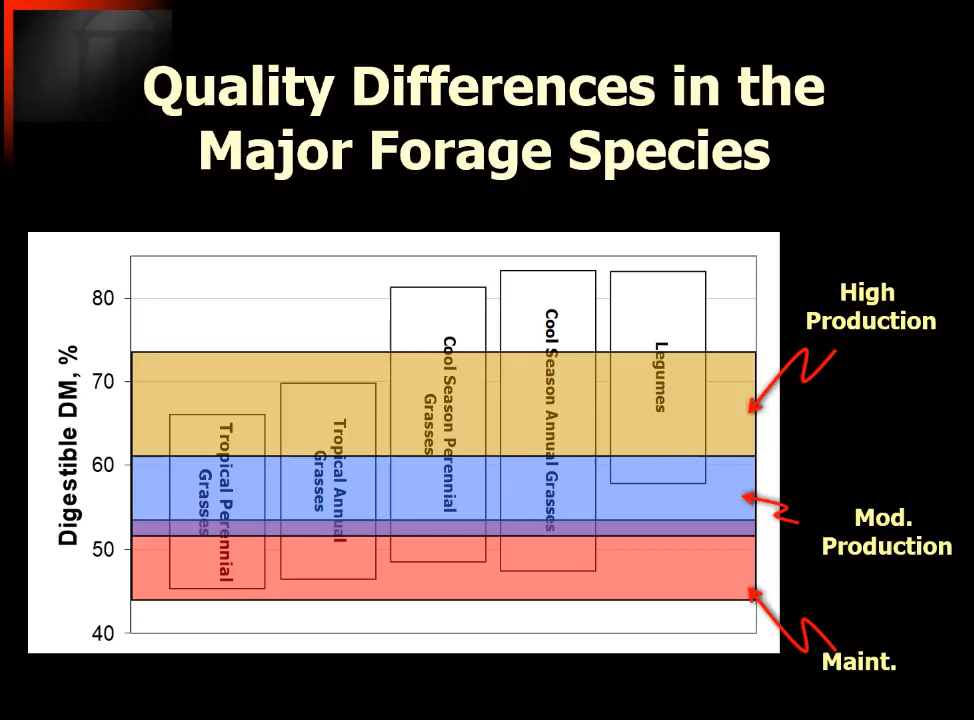 Quality Differences in the
Major Forage Species
Digestible DM, %
80
70
60
50
40
Tropical Perennial
Grasses
Tropical Annual
Grasses
Cool Season Perennial
Grasses
Cool Season Annual Grasses
Legumes
High
Production
Mod.
Production
Maint.